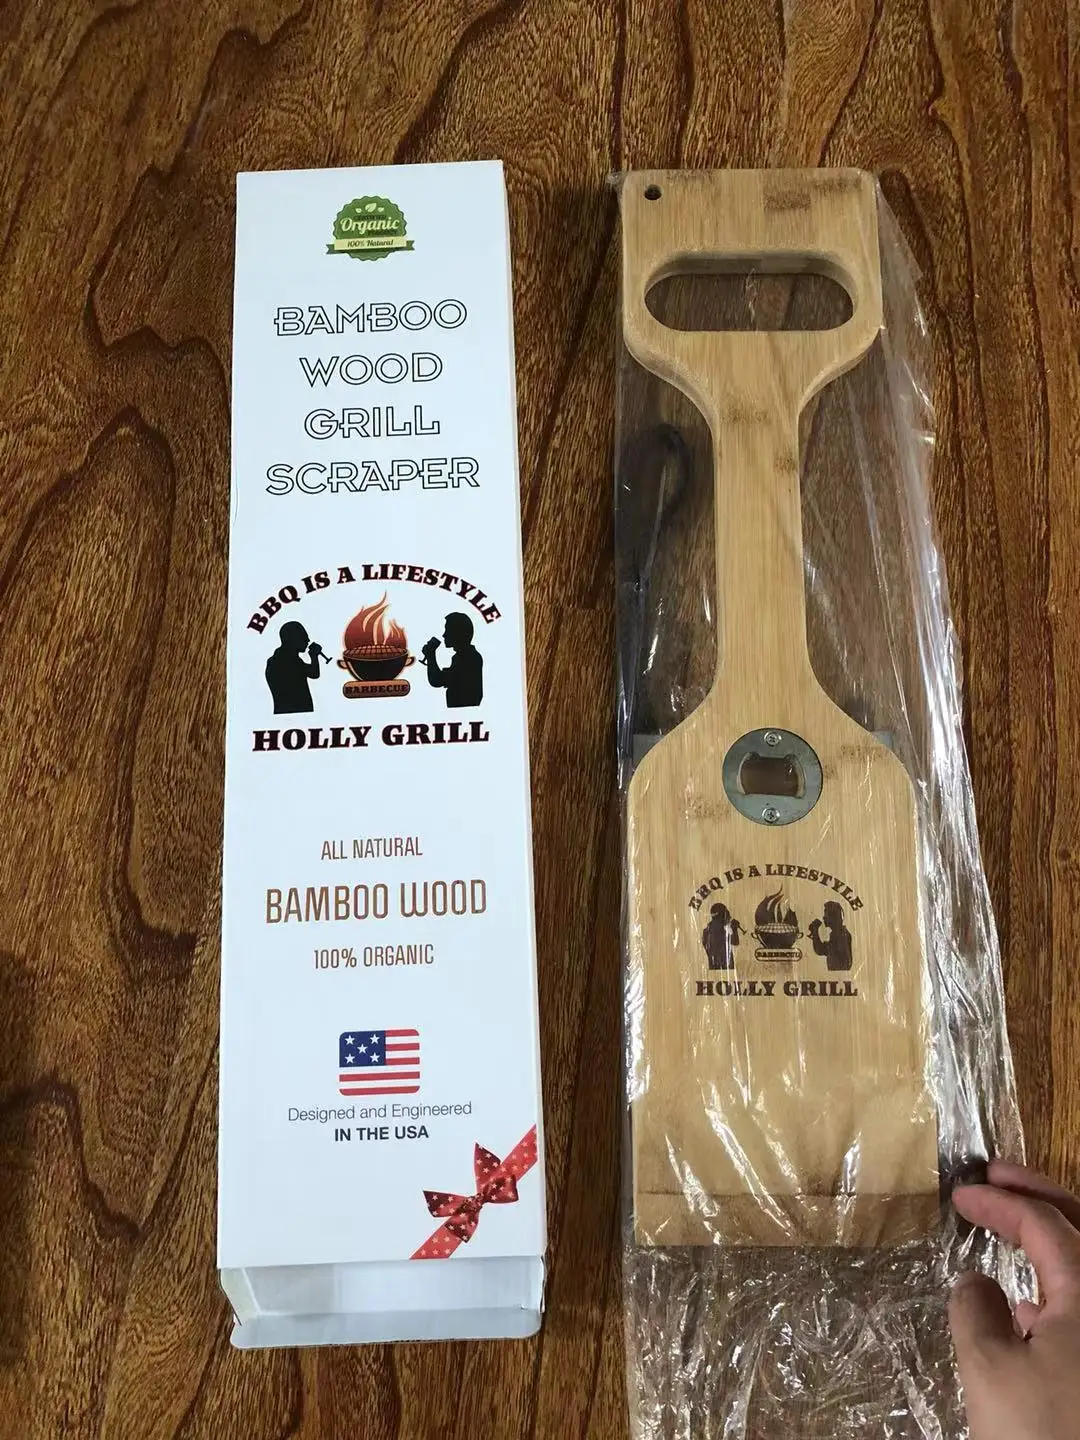 Organic
100% Natural
BAMBOO
WOOD
GRILL
SCRAPER
BBQ IS A LIFESTYLE
BARBECUE
HOLLY GRILL
ALL NATURAL
BAMBOO WOOD
100% ORGANIC
Designed and Engineered
IN THE USA
BBQ IS A LIFESTYLE
BARBECUE
HOLLY GRILL